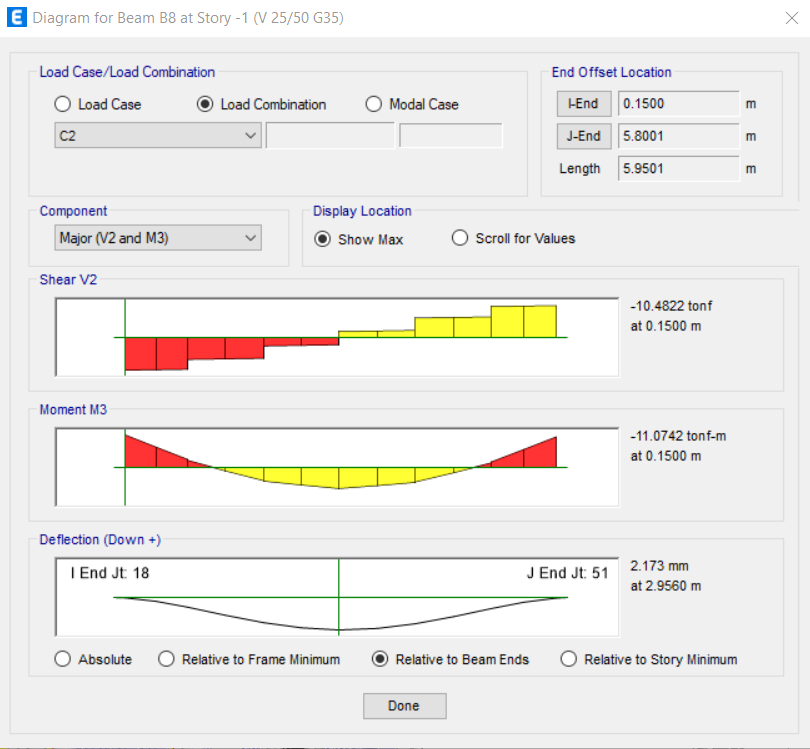 Diagram for Beam B8 at Story -1 (V 25/50 G35)
Load Case/Load Combination
Load Case
Load Combination
Modal Case
C2
End Offset Location
I-End
0.1500
m
J-End
5.8001
m
Length
5.9501
m
Component
Major (V2 and M3)
Display Location
Show Max
Scroll for Values
Shear V2
-10.4822 tonf
at 0.1500 m
Moment M3
-11.0742 tonf-m
at 0.1500 m
Deflection (Down +)
I End Jt: 18
J End Jt: 51
2.173 mm
at 2.9560 m
Absolute
Relative to Frame Minimum
Relative to Beam Ends
Relative to Story Minimum
Done